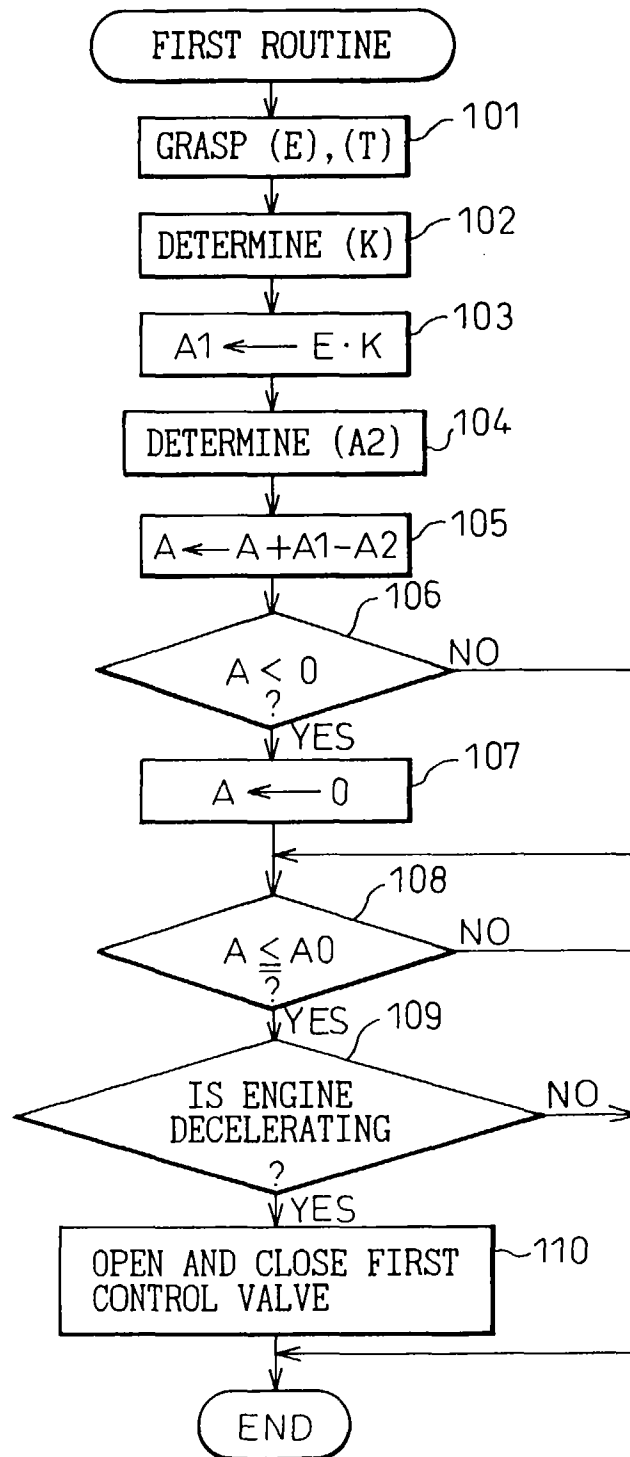 FIRST ROUTINE
101
GRASP (E),(T)
102
DETERMINE (K)
103
A1 ← E·K
104
DETERMINE (A2)
105
A ← A+A1-A2
106
A < 0
?
NO
YES
107
A ← 0
108
A ≦ A0
?
NO
YES
109
IS ENGINE
DECELERATING
?
NO
YES
110
OPEN AND CLOSE FIRST
CONTROL VALVE
END